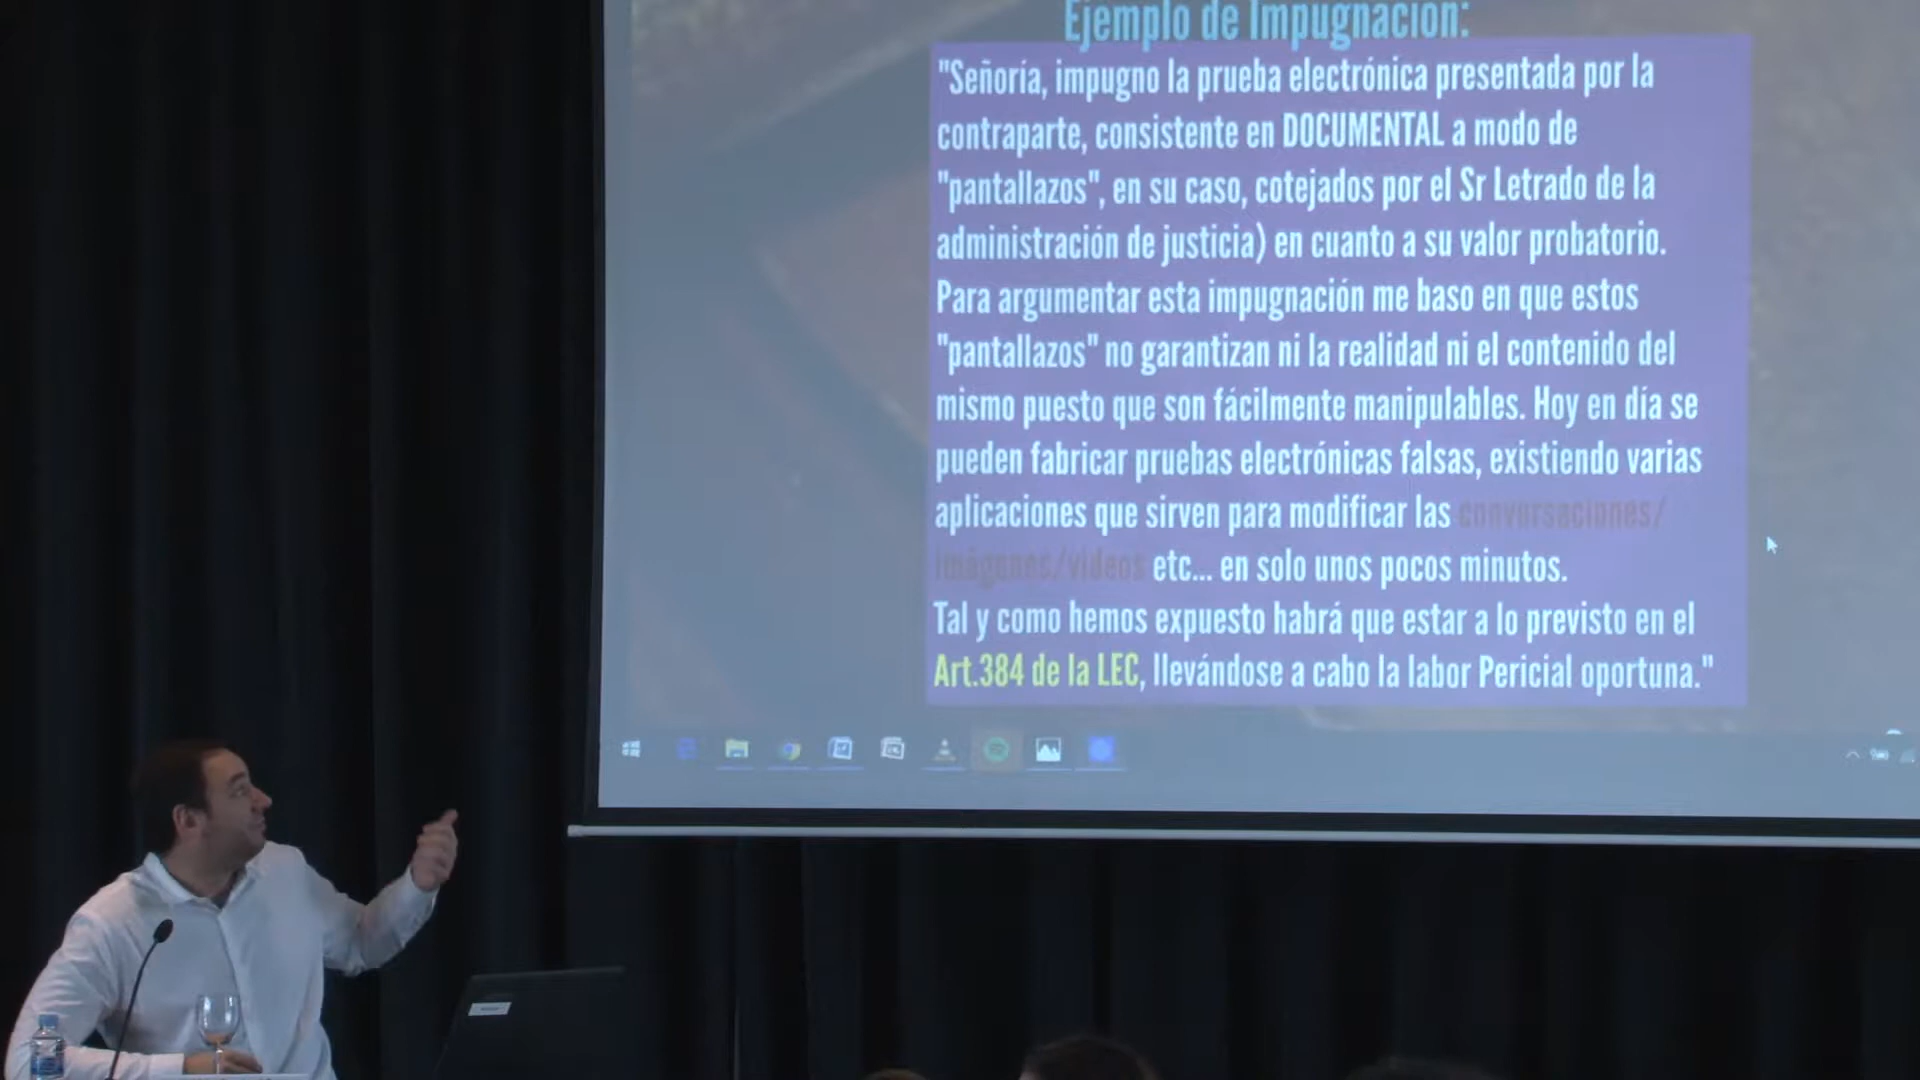 Ejemplo de Impugnación:
"Señoría, impugno la prueba electrónica presentada por la
contraparte, consistente en DOCUMENTAL a modo de
"pantallazos", en su caso, cotejados por el Sr Letrado de la
administración de justicia) en cuanto a su valor probatorio.
Para argumentar esta impugnación me baso en que estos
"pantallazos" no garantizan ni la realidad ni el contenido del
mismo puesto que son fácilmente manipulables. Hoy en día se
pueden fabricar pruebas electrónicas falsas, existiendo varias
aplicaciones que sirven para modificar las conversaciones/
imágenes/videos etc... en solo unos pocos minutos.
Tal y como hemos expuesto habrá que estar a lo previsto en el
Art.384 de la LEC, llevándose a cabo la labor Pericial oportuna."